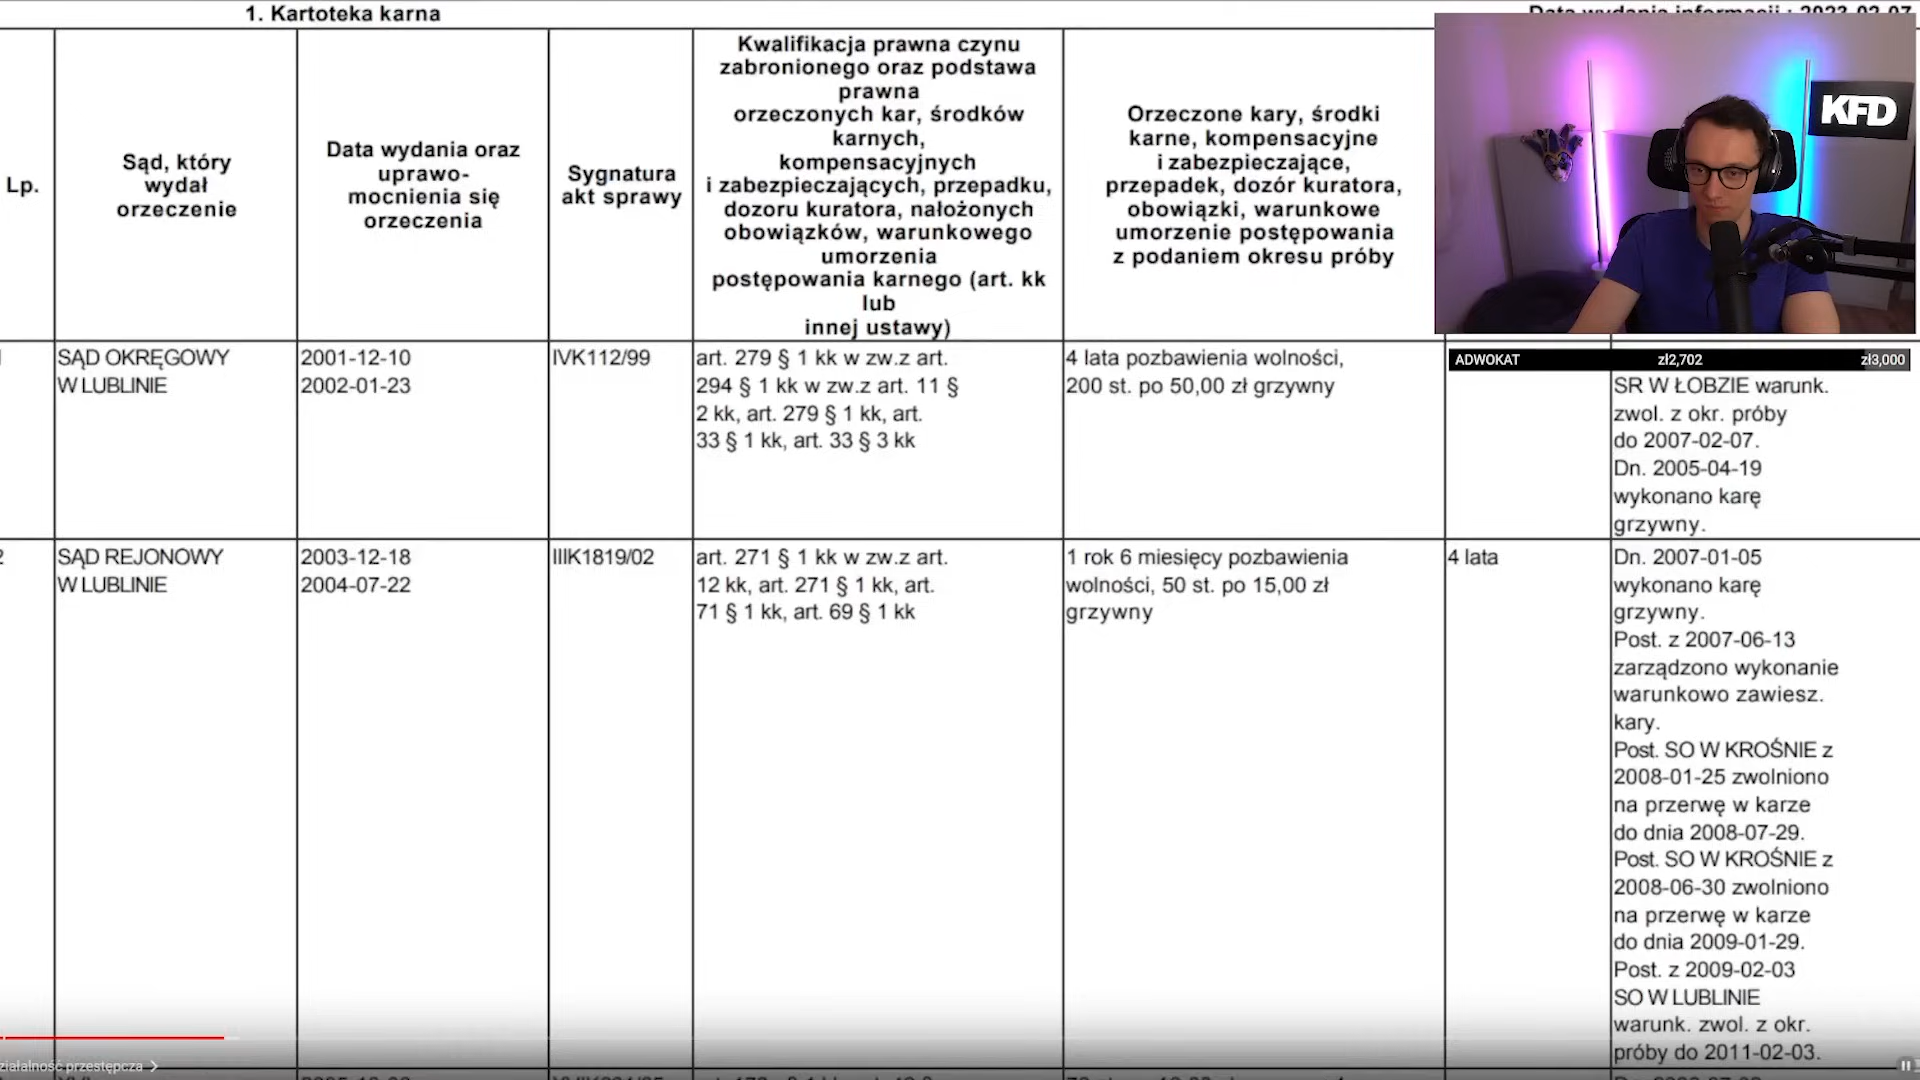 1. Kartoteka karna
Data wydania informacji : 2023-02-07
Lp.
Sąd, który
wydał
orzeczenie
Data wydania oraz
uprawo-
mocnienia się
orzeczenia
Sygnatura
akt sprawy
Kwalifikacja prawna czynu
zabronionego oraz podstawa
prawna
orzeczonych kar, środków
karnych,
kompensacyjnych
i zabezpieczających, przepadku,
dozoru kuratora, nałożonych
obowiązków, warunkowego
umorzenia
postępowania karnego (art. kk
lub
innej ustawy)
Orzeczone kary, środki
karne, kompensacyjne
i zabezpieczające,
przepadek, dozór kuratora,
obowiązki, warunkowe
umorzenie postępowania
z podaniem okresu próby
KFD
ADWOKAT zł2,702 zł3,000
SĄD OKRĘGOWY
W LUBLINIE
2001-12-10
2002-01-23
IVK112/99
art. 279 § 1 kk w zw.z art.
294 § 1 kk w zw.z art. 11 §
2 kk, art. 279 § 1 kk, art.
33 § 1 kk, art. 33 § 3 kk
4 lata pozbawienia wolności,
200 st. po 50,00 zł grzywny
SR W ŁOBZIE warunk.
zwol. z okr. próby
do 2007-02-07.
Dn. 2005-04-19
wykonano karę
grzywny.
2
SĄD REJONOWY
W LUBLINIE
2003-12-18
2004-07-22
IIIK1819/02
art. 271 § 1 kk w zw.z art.
12 kk, art. 271 § 1 kk, art.
71 § 1 kk, art. 69 § 1 kk
1 rok 6 miesięcy pozbawienia
wolności, 50 st. po 15,00 zł
grzywny
4 lata
Dn. 2007-01-05
wykonano karę
grzywny.
Post. z 2007-06-13
zarządzono wykonanie
warunkowo zawiesz.
kary.
Post. SO W KROŚNIE z
2008-01-25 zwolniono
na przerwę w karze
do dnia 2008-07-29.
Post. SO W KROŚNIE z
2008-06-30 zwolniono
na przerwę w karze
do dnia 2009-01-29.
Post. z 2009-02-03
SO W LUBLINIE
warunk. zwol. z okr.
próby do 2011-02-03.
przestępcza